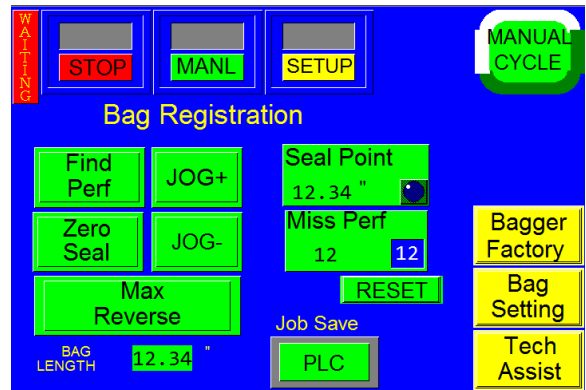 WAITING
STOP
MANL
SETUP
MANUAL
CYCLE
Bag Registration
Find
Perf
JOG+
Seal Point
12.34 "
Zero
Seal
JOG-
Miss Perf
12 12
Bagger
Factory
Max
Reverse
RESET
Bag
Setting
Job Save
BAG
LENGTH 12.34 "
PLC
Tech
Assist